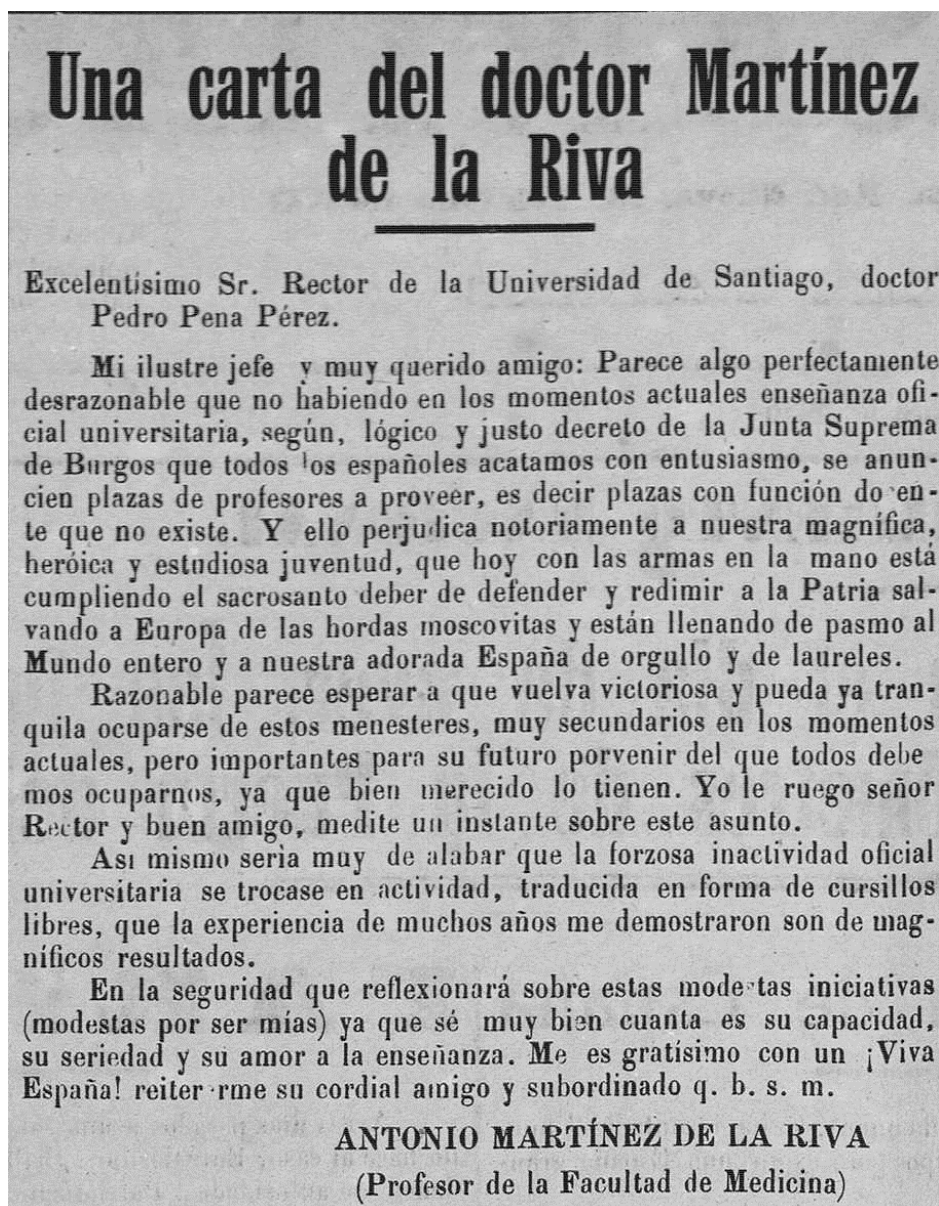 Una carta del doctor Martínez
de la Riva
Excelentísimo Sr. Rector de la Universidad de Santiago, doctor
Pedro Pena Pérez.
Mi ilustre jefe y muy querido amigo: Parece algo perfectamente
desrazonable que no habiendo en los momentos actuales enseñanza ofi-
cial universitaria, según, lógico y justo decreto de la Junta Suprema
de Burgos que todos los españoles acatamos con entusiasmo, se anun-
cien plazas de profesores a proveer, es decir plazas con función do en-
te que no existe. Y ello perjudica notoriamente a nuestra magnífica,
heróica y estudiosa juventud, que hoy con las armas en la mano está
cumpliendo el sacrosanto deber de defender y redimir a la Patria sal-
vando a Europa de las hordas moscovitas y están llenando de pasmo al
Mundo entero y a nuestra adorada España de orgullo y de laureles.
Razonable parece esperar a que vuelva victoriosa y pueda ya tran-
quila ocuparse de estos menesteres, muy secundarios en los momentos
actuales, pero importantes para su futuro porvenir del que todos debe
mos ocuparnos, ya que bien merecido lo tienen. Yo le ruego señor
Rector y buen amigo, medite un instante sobre este asunto.
Asi mismo seria muy de alabar que la forzosa inactividad oficial
universitaria se trocase en actividad, traducida en forma de cursillos
libres, que la experiencia de muchos años me demostraron son de mag-
níficos resultados.
En la seguridad que reflexionará sobre estas modestas iniciativas
(modestas por ser mías) ya que sé muy bien cuanta es su capacidad,
su seriedad y su amor a la enseñanza. Me es gratísimo con un ¡Viva
España! reiter rme su cordial amigo y subordinado q. b. s. m.
ANTONIO MARTÍNEZ DE LA RIVA
(Profesor de la Facultad de Medicina)